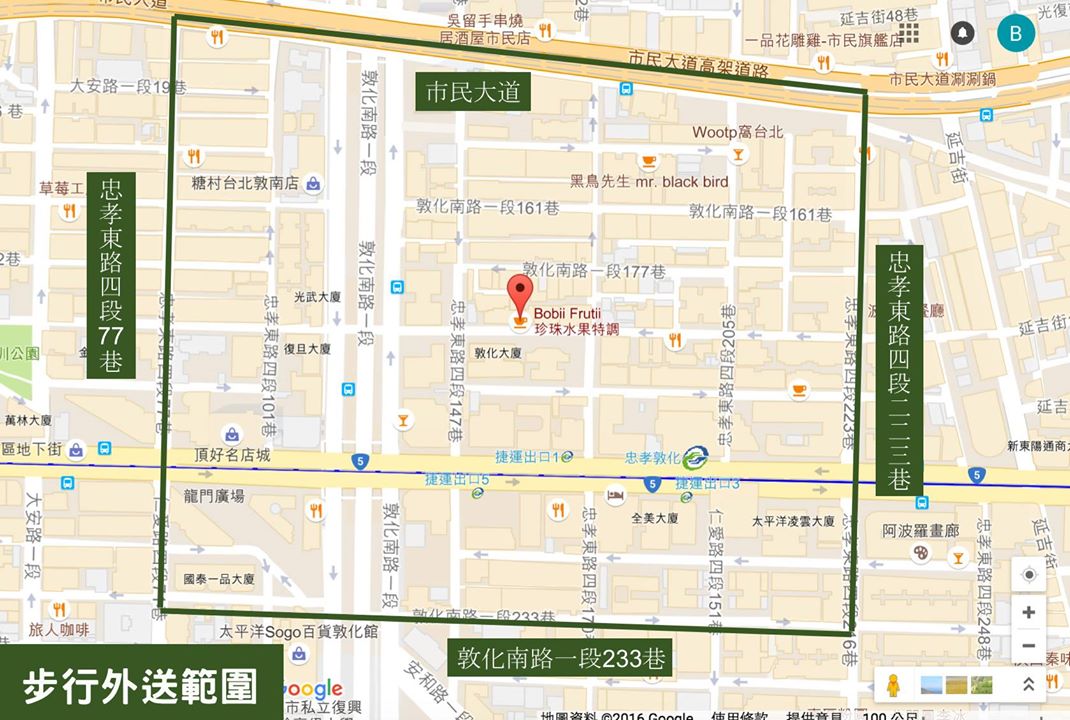 市民大道
吳留手串燒
居酒屋市民店
延吉街48巷
B
一品花雕雞-市民旗艦店
市民大道高架道路
市民大道涮涮鍋
大安路一段19巷
市民大道
敦化南路一段
Wootp窩台北
延吉街
糖村台北敦南店
黑鳥先生 mr. black bird
草莓工
忠孝東路四段77巷
敦化南路一段161巷
敦化南路一段161巷
敦化南路一段
敦化南路一段177巷
忠孝東路四段二二三巷
光武大廈
Bobii Frutii
珍珠水果特調
復旦大廈
敦化大廈
忠孝東路四段101巷
忠孝東路四段147巷
忠孝東路四段223巷
萬林大廈
區地下街
頂好名店城
捷運出口1
忠孝敦化
5
捷運出口5
5
捷運出口3
5
新東陽通商
龍門廣場
大安路一段
敦化南路一段
全美大廈
太平洋凌雲大廈
阿波羅畫廊
仁愛路四段151巷
忠孝東路四段248巷
延吉街
國泰一品大廈
敦化南路一段233巷
旅人咖啡
太平洋Sogo百貨敦化館
敦化南路一段233巷
安和路一段
步行外送範圍
oogle
市私立復興
地圖資料 ©2016 Google
使用條款
提供意見
100 公尺